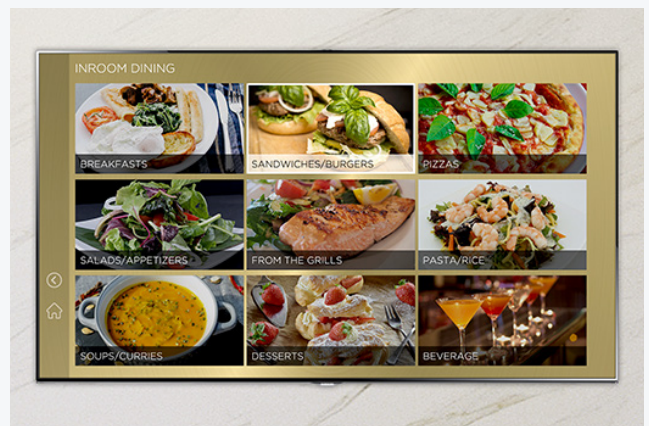 INROOM DINING
BREAKFASTS
SANDWICHES/BURGERS
PIZZAS
SALADS/APPETIZERS
FROM THE GRILLS
PASTA/RICE
SOUPS/CURRIES
DESSERTS
BEVERAGE